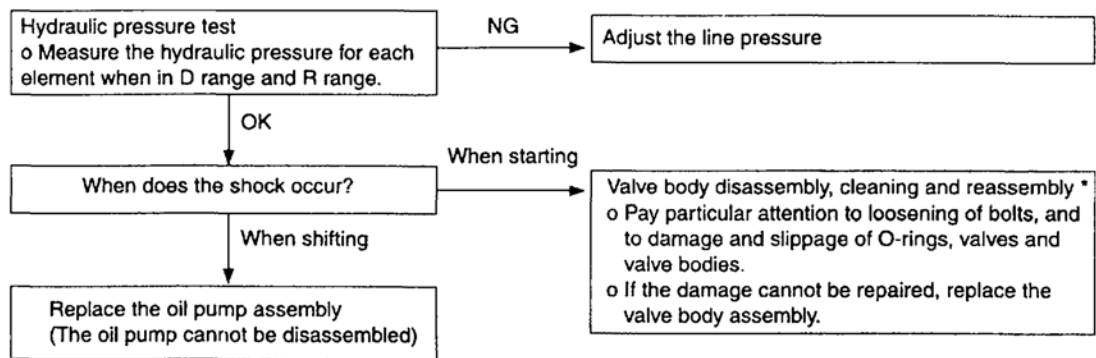 Hydraulic pressure test
o Measure the hydraulic pressure for each
element when in D range and R range.
NG
Adjust the line pressure
OK
When does the shock occur?
When starting
Valve body disassembly, cleaning and reassembly *
o Pay particular attention to loosening of bolts, and
to damage and slippage of O-rings, valves and
valve bodies.
o If the damage cannot be repaired, replace the
valve body assembly.
When shifting
Replace the oil pump assembly
(The oil pump cannot be disassembled)